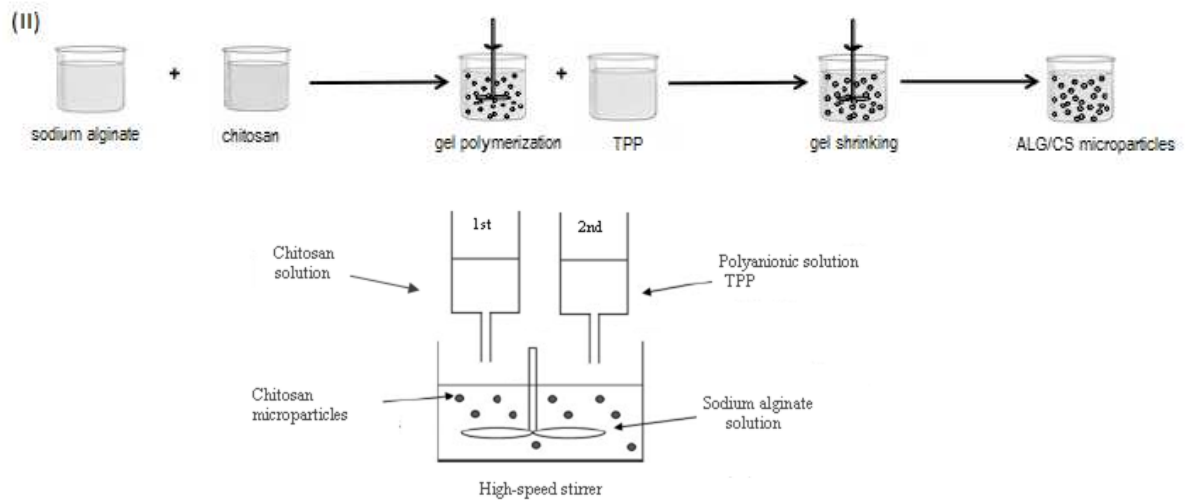 (II)
sodium alginate
+
chitosan
gel polymerization
+
TPP
gel shrinking
ALG/CS microparticles
1st
2nd
Chitosan
solution
Polyanionic solution
TPP
Chitosan
microparticles
Sodium alginate
solution
High-speed stirrer